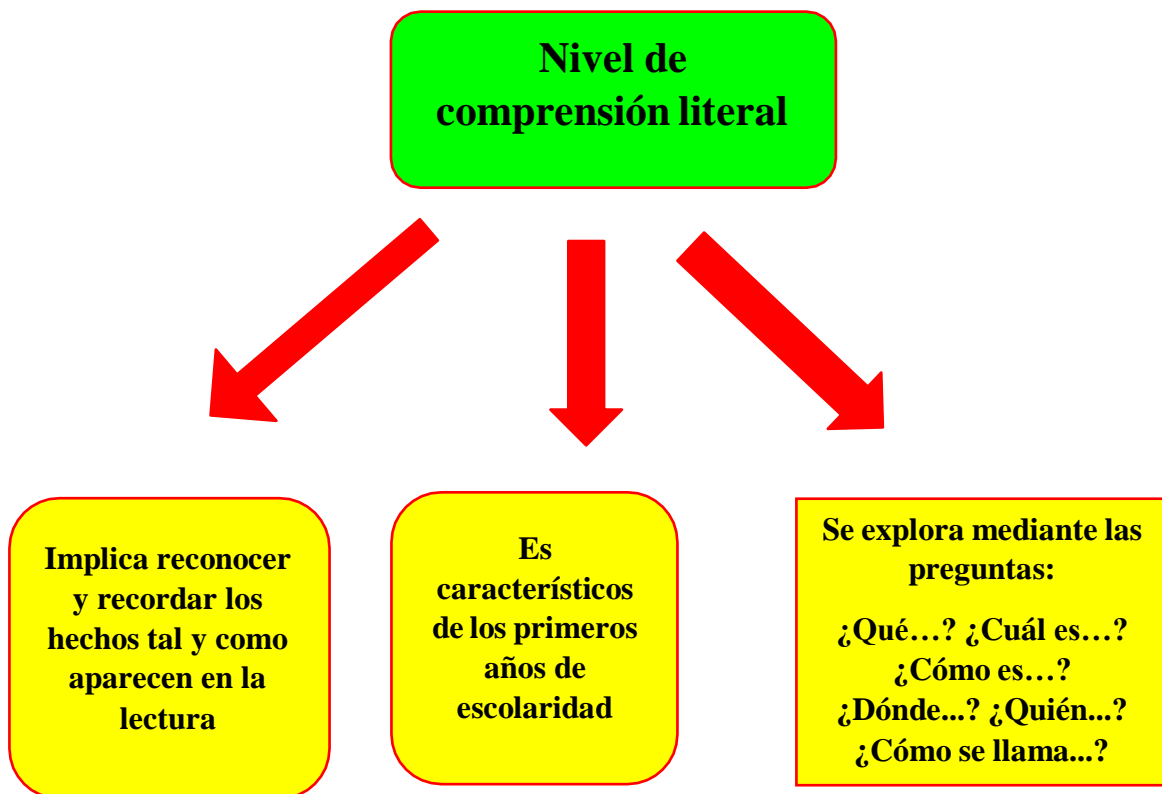 Nivel de
comprensión literal
Implica reconocer
y recordar los
hechos tal y como
aparecen en la
lectura
Es
característicos
de los primeros
años de
escolaridad
Se explora mediante las
preguntas:
¿Qué…? ¿Cuál es…?
¿Cómo es…?
¿Dónde...? ¿Quién...?
¿Cómo se llama...?